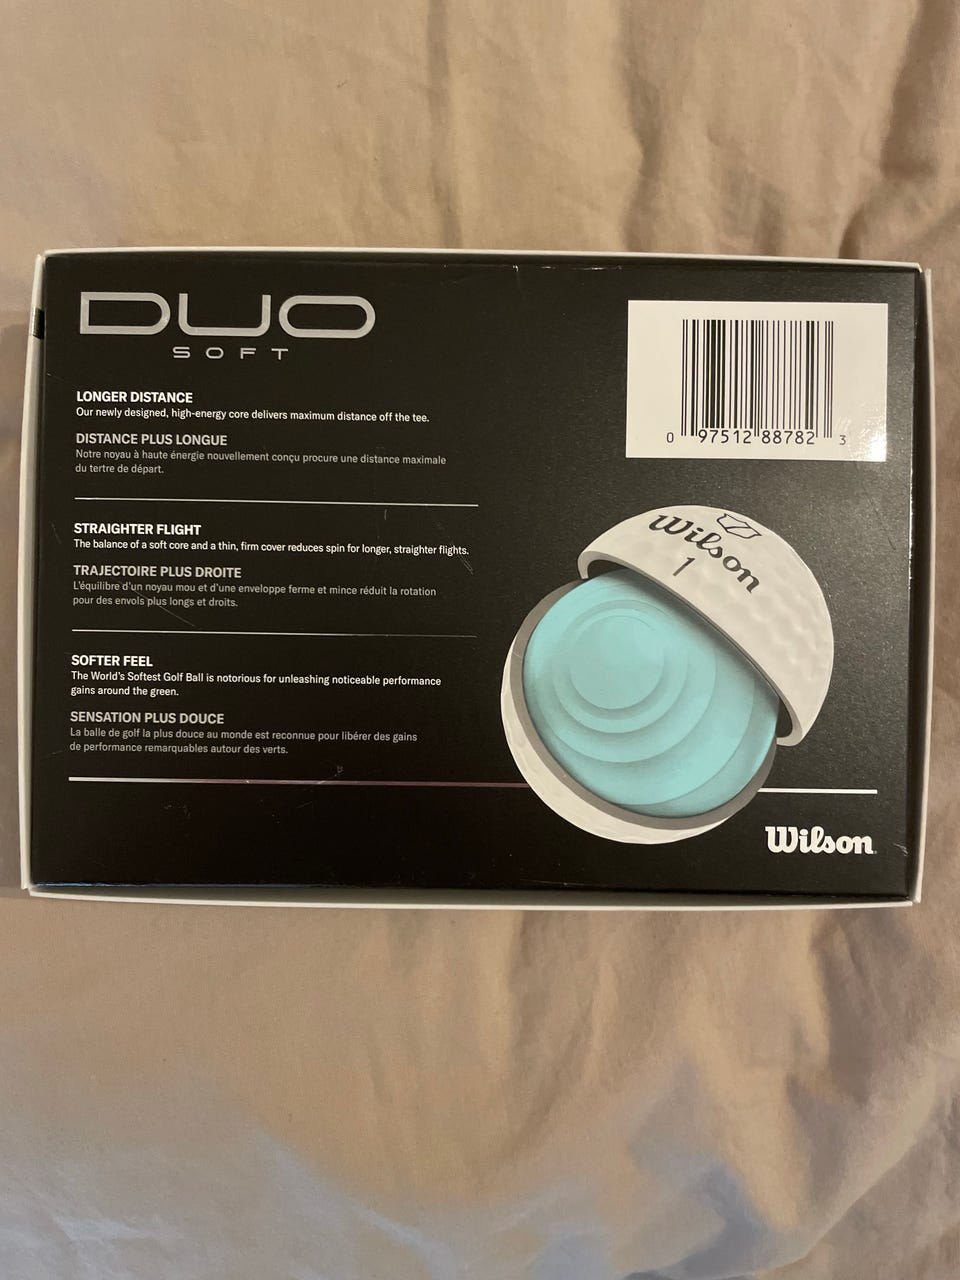 DUO
SOFT
LONGER DISTANCE
Our newly designed, high-energy core delivers maximum distance off the tee.
DISTANCE PLUS LONGUE
Notre noyau à haute énergie nouvellement conçu procure une distance maximale
du tertre de départ.
STRAIGHTER FLIGHT
The balance of a soft core and a thin, firm cover reduces spin for longer, straighter flights.
TRAJECTOIRE PLUS DROITE
L'équilibre d'un noyau mou et d'une enveloppe ferme et mince réduit la rotation
pour des envols plus longs et droits.
SOFTER FEEL
The World's Softest Golf Ball is notorious for unleashing noticeable performance
gains around the green.
SENSATION PLUS DOUCE
La balle de golf la plus douce au monde est reconnue pour libérer des gains
de performance remarquables autour des verts.
0 97512 88782 3
Wilson
1
Wilson